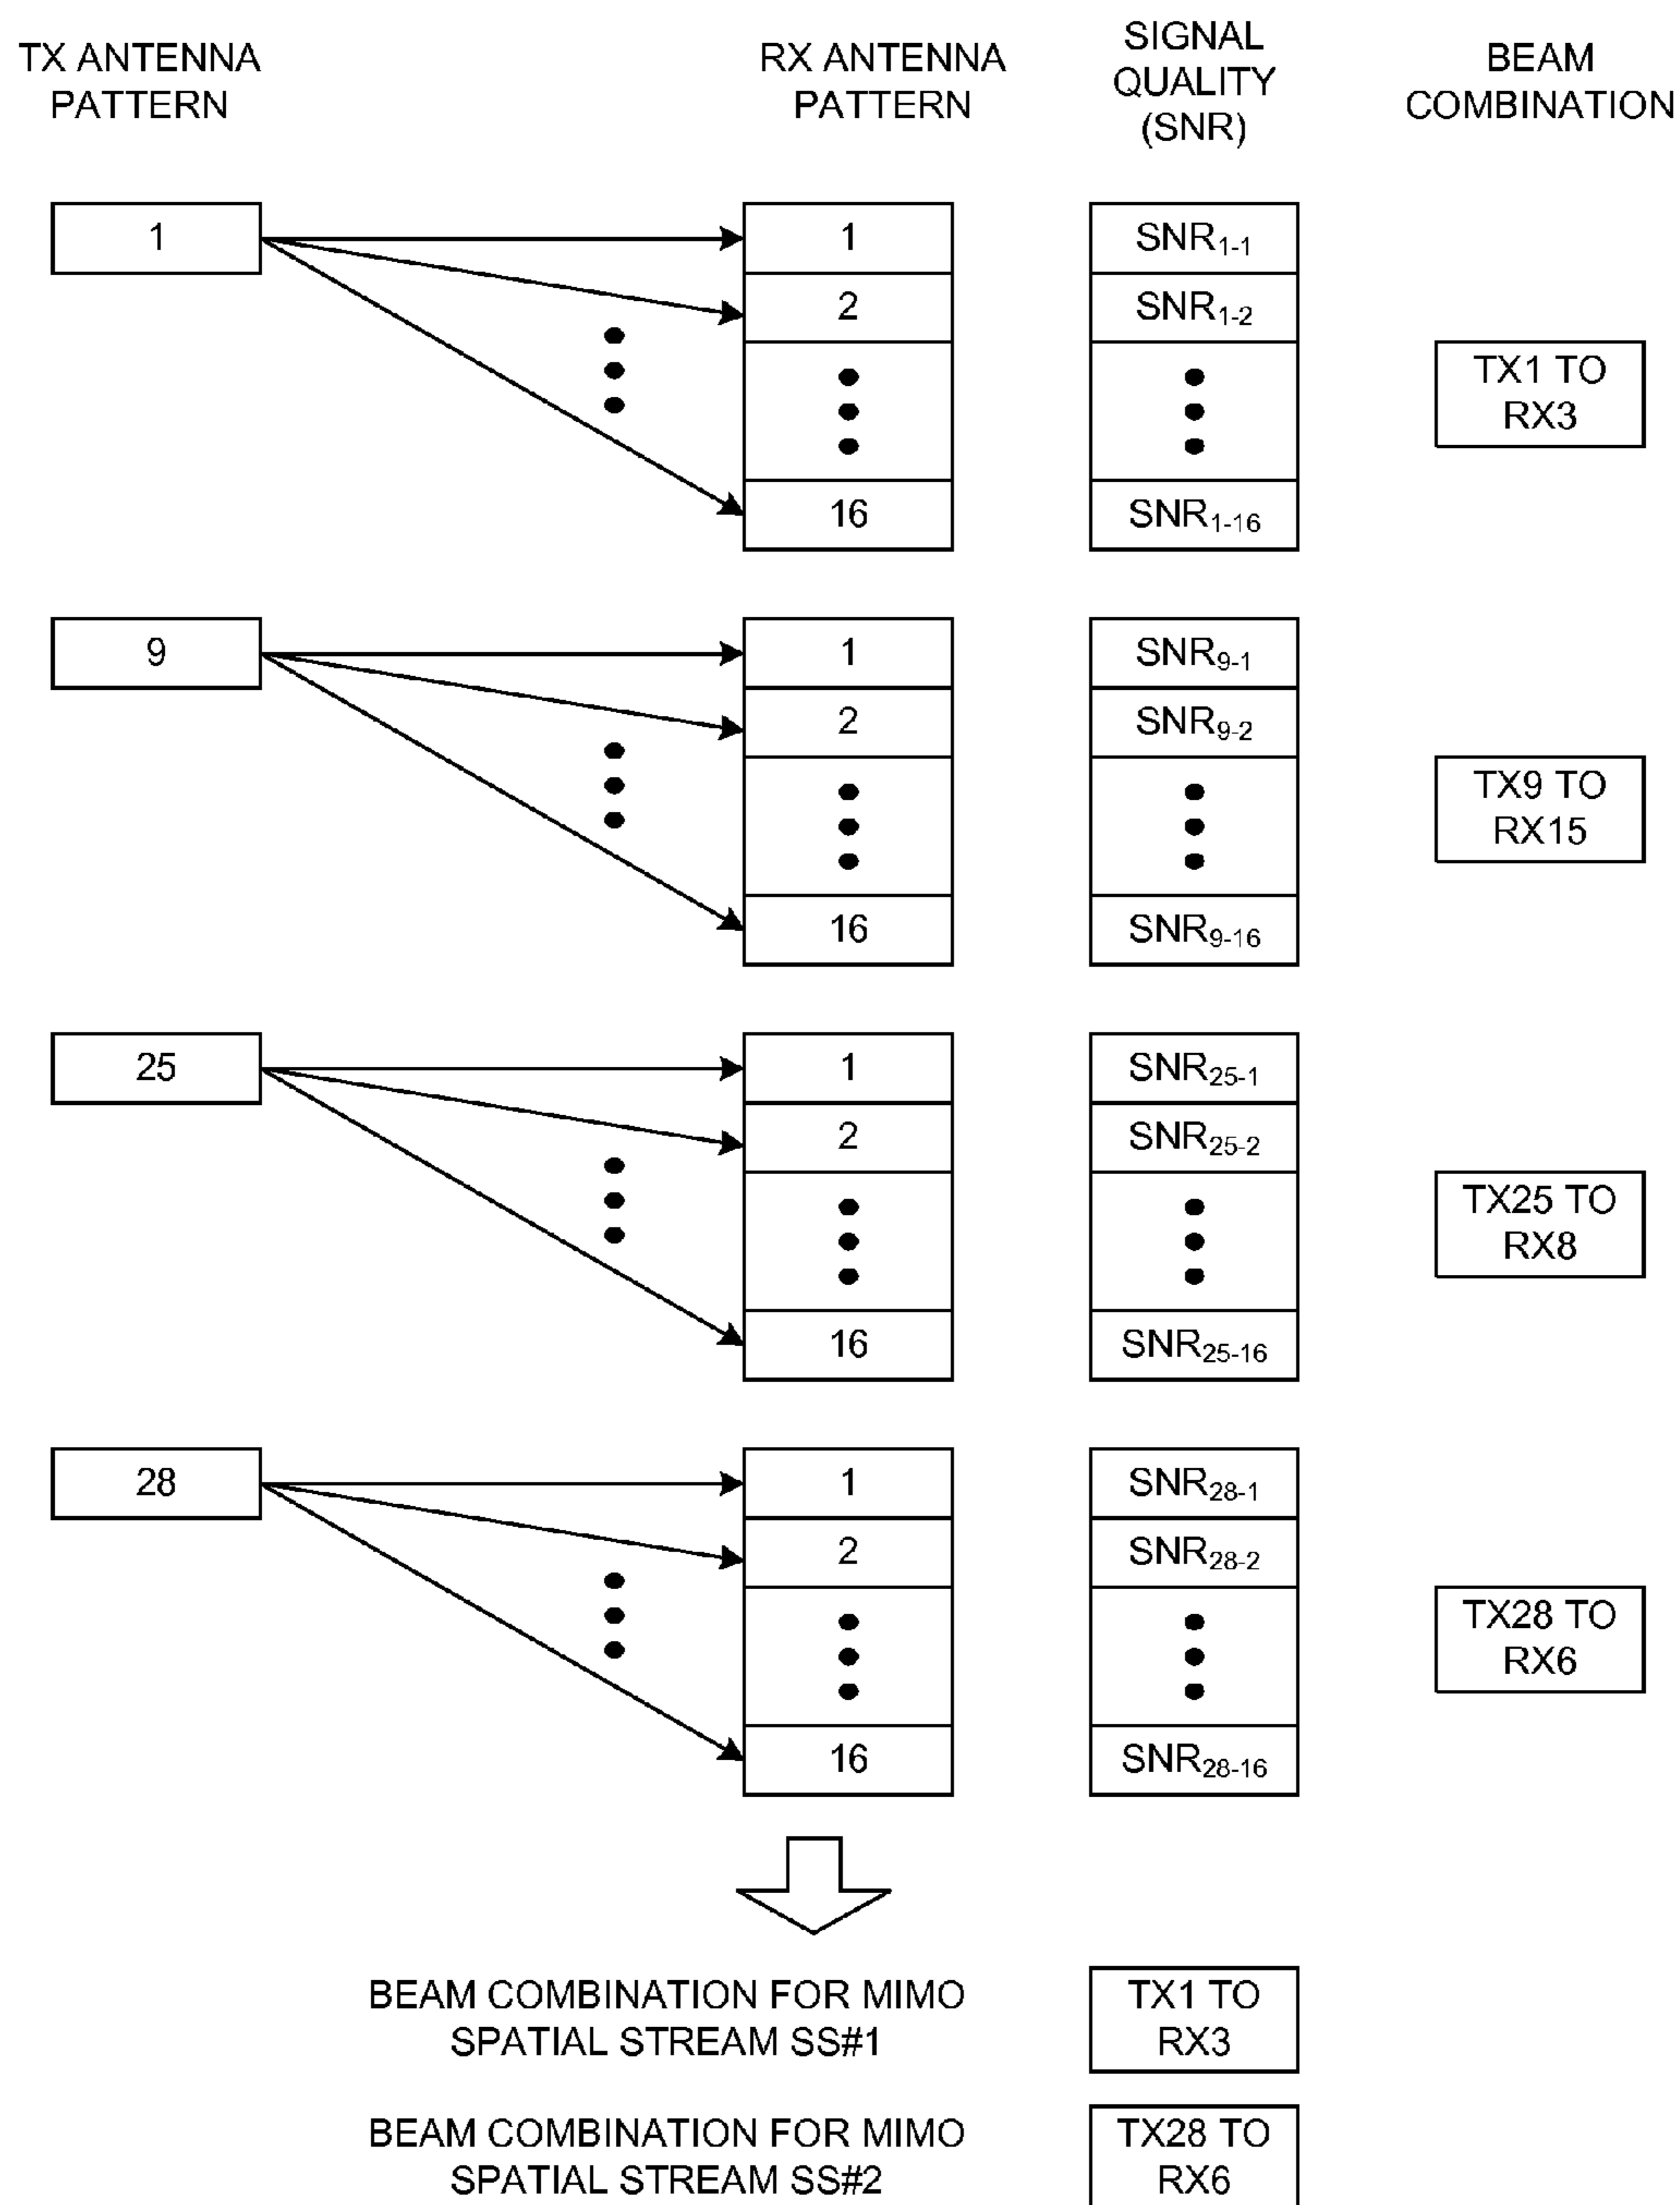 TX ANTENNA
PATTERN
RX ANTENNA
PATTERN
SIGNAL
QUALITY
(SNR)
BEAM
COMBINATION
1
1
2
16
SNR1-1
SNR1-2
SNR1-16
TX1 TO
RX3
9
1
2
16
SNR9-1
SNR9-2
SNR9-16
TX9 TO
RX15
25
1
2
16
SNR25-1
SNR25-2
SNR25-16
TX25 TO
RX8
28
1
2
16
SNR28-1
SNR28-2
SNR28-16
TX28 TO
RX6
BEAM COMBINATION FOR MIMO
SPATIAL STREAM SS#1
TX1 TO
RX3
BEAM COMBINATION FOR MIMO
SPATIAL STREAM SS#2
TX28 TO
RX6